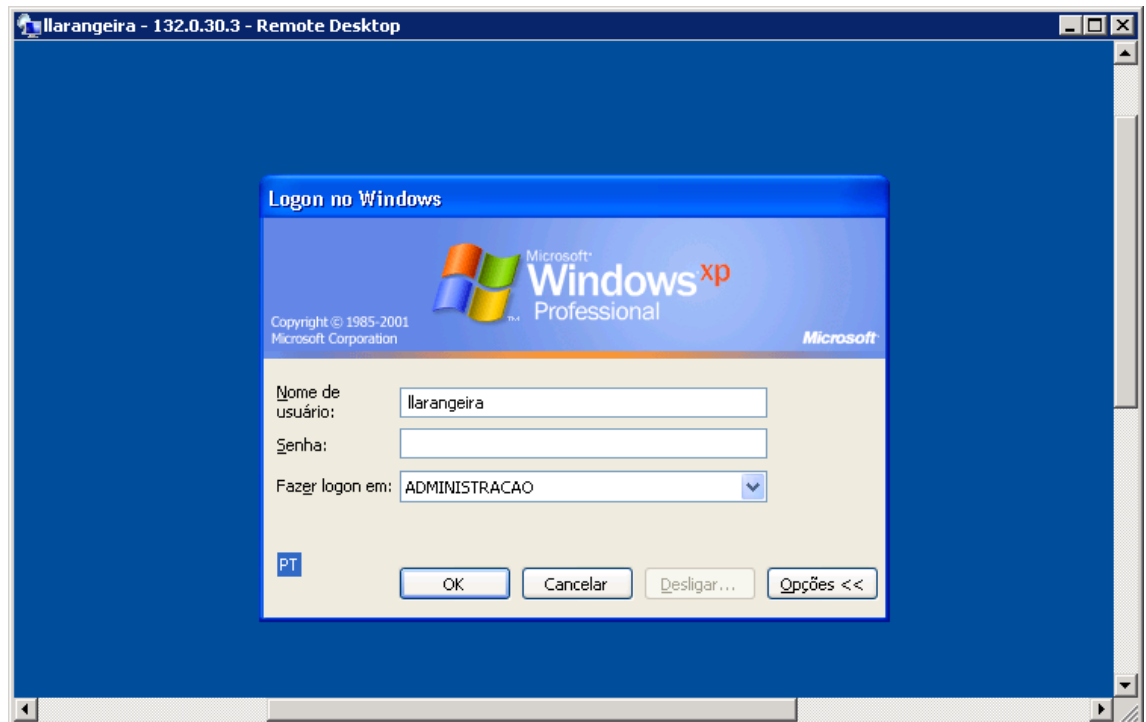 llarangeira - 132.0.30.3 - Remote Desktop
Logon no Windows
Microsoft®
Windows xp
Professional
TM
Copyright © 1985-2001
Microsoft Corporation
Microsoft®
Nome de
usuário:
llarangeira
Senha:
Fazer logon em:
ADMINISTRACAO
PT
OK
Cancelar
Desligar...
Opções <<